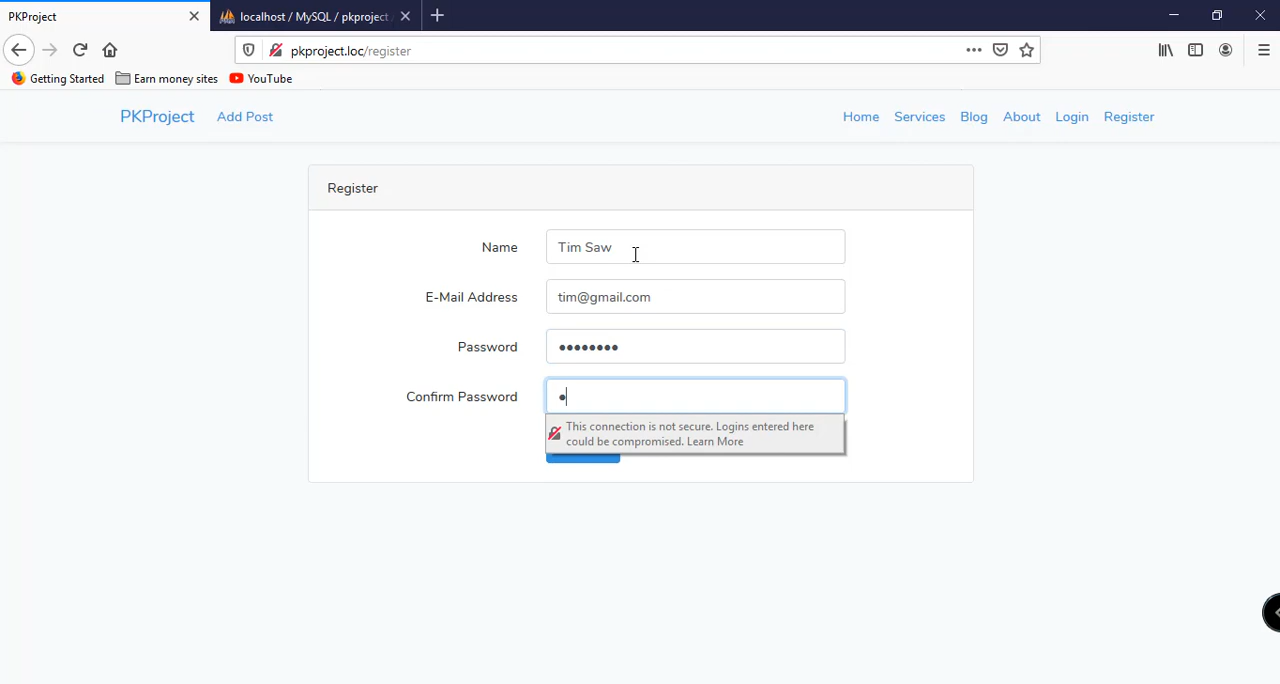 PKProject
localhost / MySQL / pkproject
pkproject.loc/register
Getting Started Earn money sites YouTube
PKProject Add Post Home Services Blog About Login Register
Register
Name Tim Saw
E-Mail Address tim@gmail.com
Password ●●●●●●●●
Confirm Password ●
This connection is not secure. Logins entered here
could be compromised. Learn More